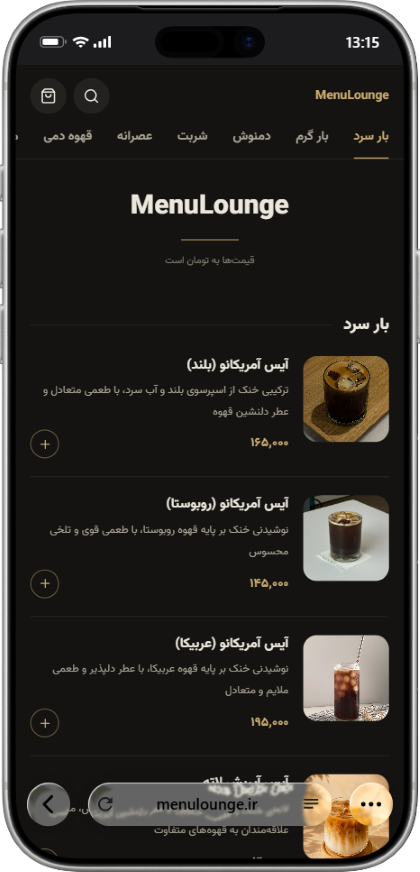 13:15
MenuLounge
بار سرد
بار گرم
دمنوش
شربت
عصرانه
قهوه دمی
MenuLounge
قیمت‌ها به تومان است
بار سرد
آیس آمریکانو (بلند)
ترکیبی خنک از اسپرسوی بلند و آب سرد، با طعمی متعادل و
عطر دلنشین قهوه
۱۶۵,۰۰۰
آیس آمریکانو (روبوستا)
نوشیدنی خنک بر پایه قهوه روبوستا، با طعمی قوی و تلخی
محسوس
۱۴۵,۰۰۰
آیس آمریکانو (عربیکا)
نوشیدنی خنک بر پایه قهوه عربیکا، با عطر دلپذیر و طعمی
ملایم و متعادل
۱۹۵,۰۰۰
menulounge.ir
علاقه‌مندان به قهوه‌های متفاوت